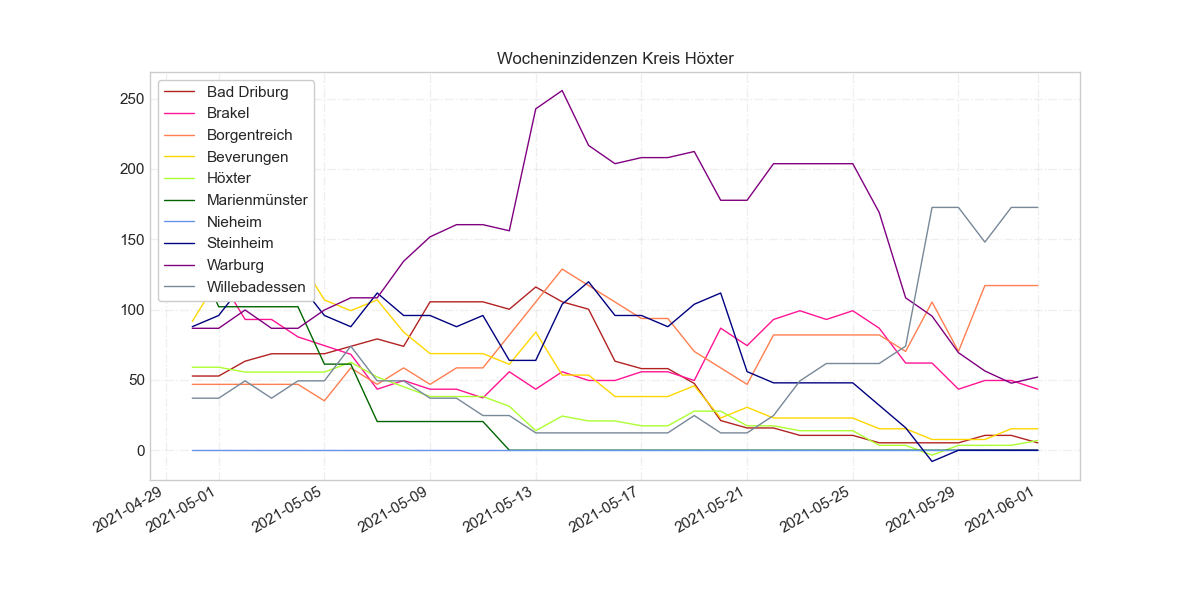 Wocheninzidenzen Kreis Höxter
250
200
150
100
50
0
Bad Driburg
Brakel
Borgentreich
Beverungen
Höxter
Marienmünster
Nieheim
Steinheim
Warburg
Willebadessen
2021-04-29
2021-05-01
2021-05-05
2021-05-09
2021-05-13
2021-05-17
2021-05-21
2021-05-25
2021-05-29
2021-06-01